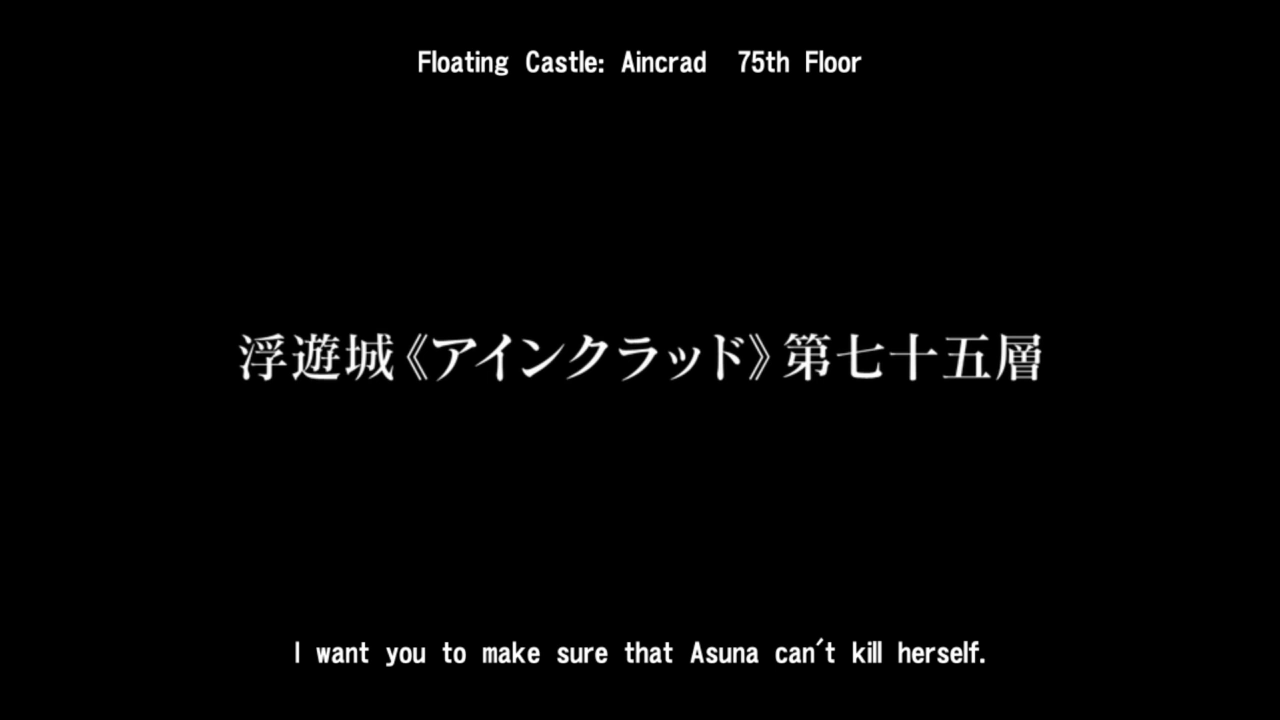 Floating Castle: Aincrad  75th Floor
浮遊城《アインクラッド》第七十五層
I want you to make sure that Asuna can't kill herself.